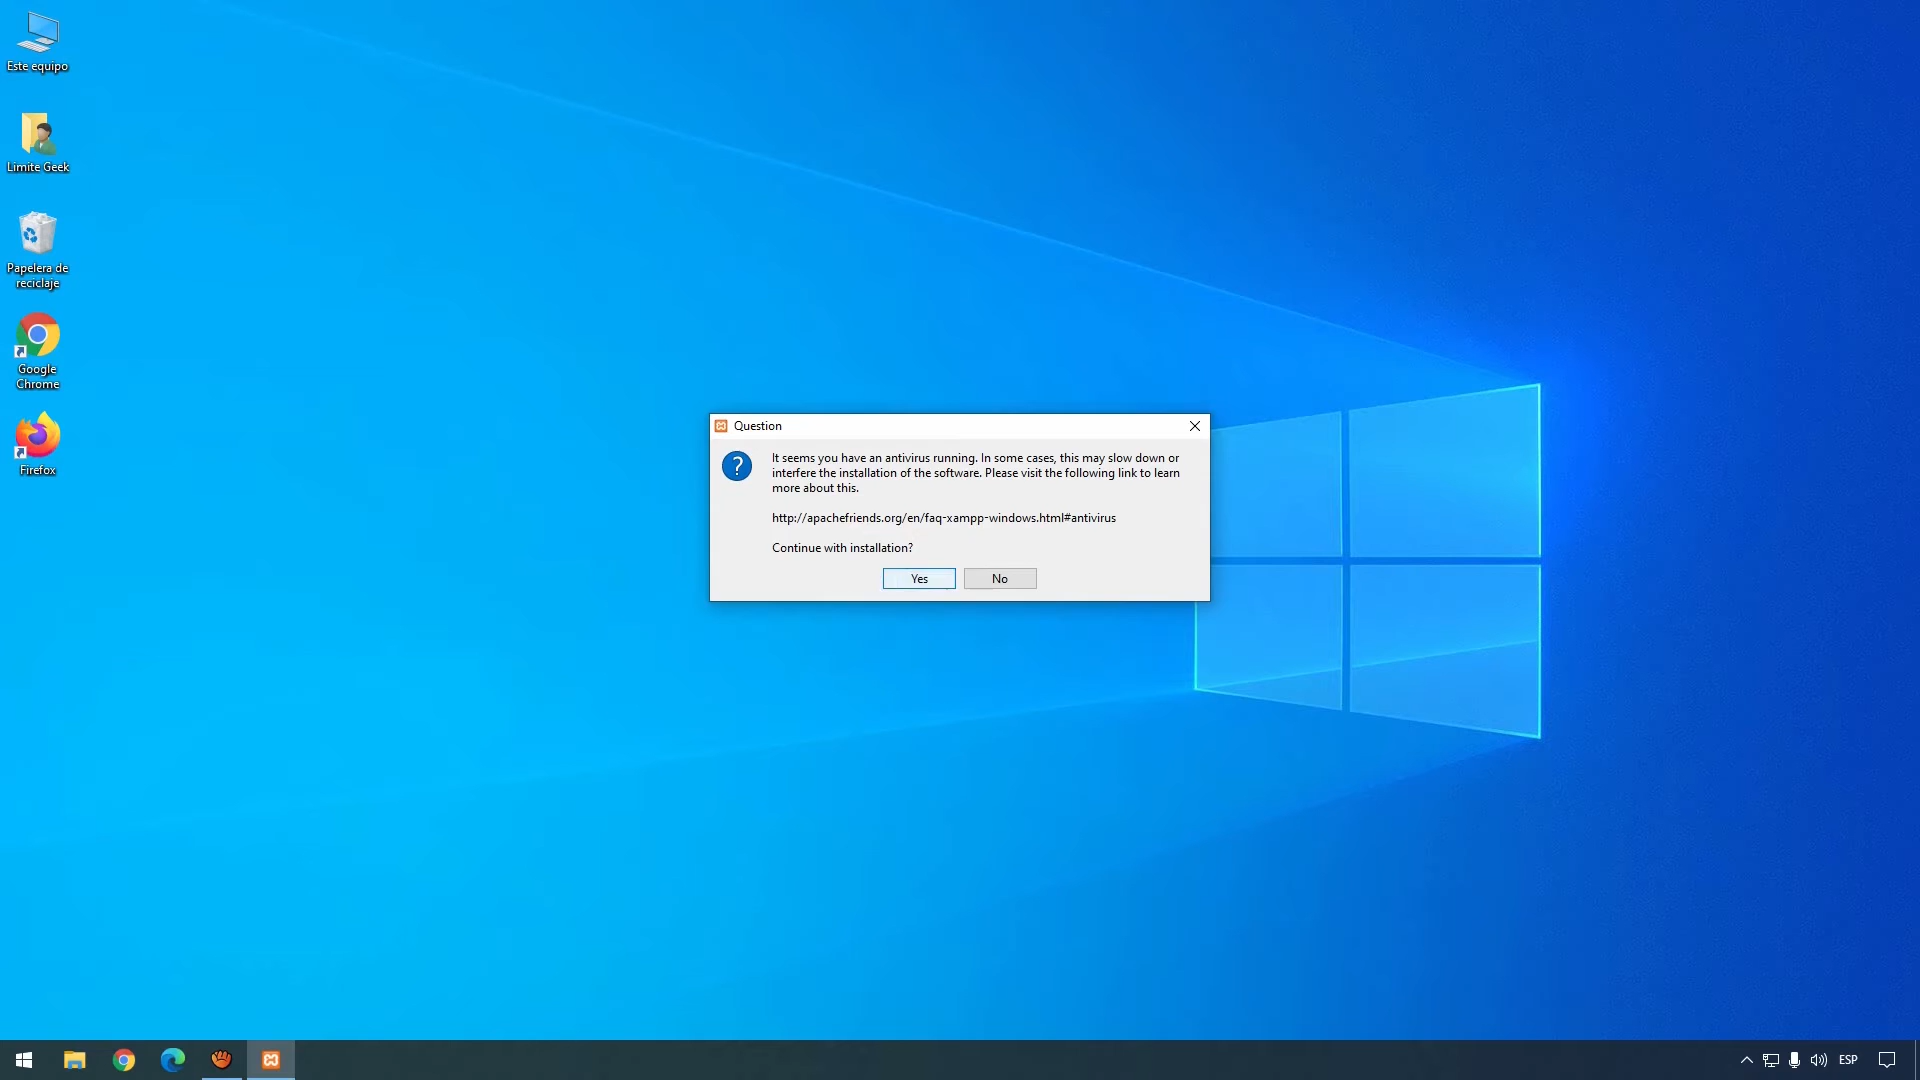 Este equipo
Limite Geek
Papelera de
reciclaje
Google
Chrome
Firefox
Question
It seems you have an antivirus running. In some cases, this may slow down or
interfere the installation of the software. Please visit the following link to learn
more about this.
http://apachefriends.org/en/faq-xampp-windows.html#antivirus
Continue with installation?
Yes
No
ESP